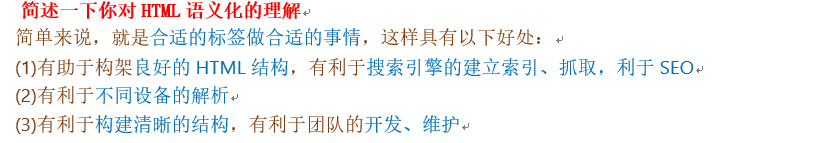 简述一下你对 HTML 语义化的理解
简单来说，就是合适的标签做合适的事情，这样具有以下好处：
(1)有助于构架良好的 HTML 结构，有利于搜索引擎的建立索引、抓取，利于 SEO
(2)有利于不同设备的解析
(3)有利于构建清晰的结构，有利于团队的开发、维护